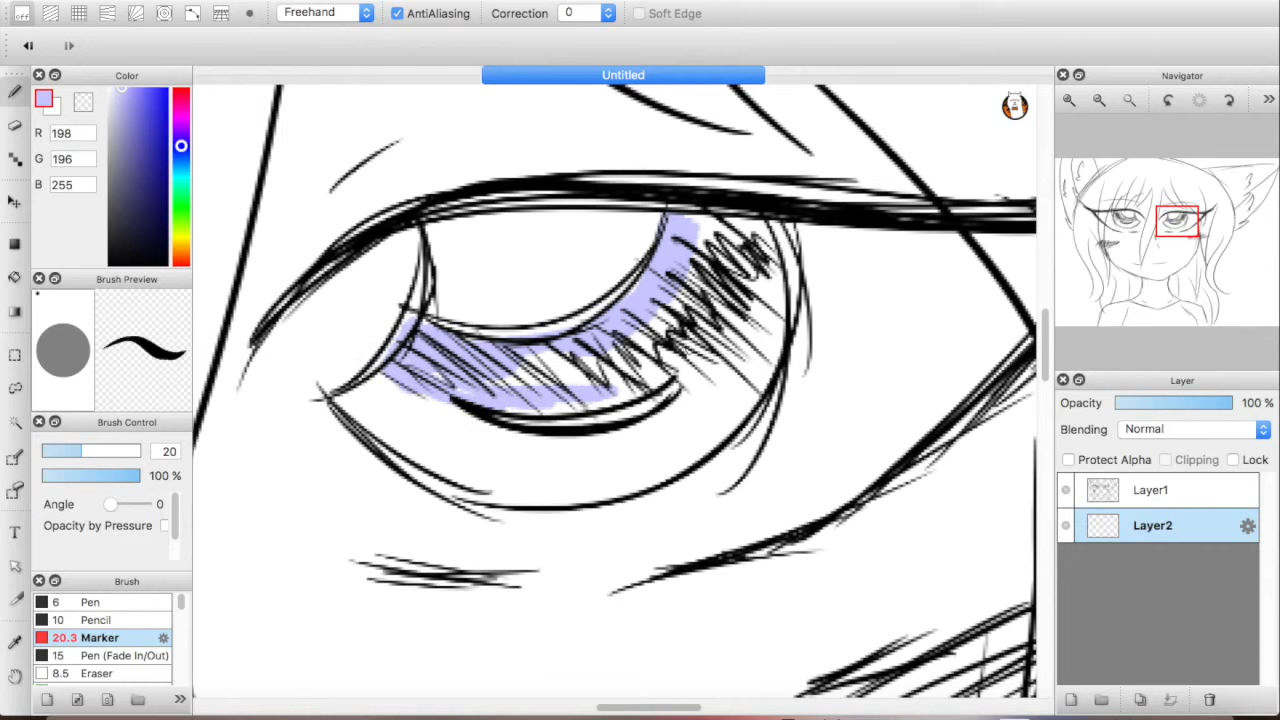 off
Freehand
AntiAliasing
Correction
0
Soft Edge
Untitled
Color
R
198
G
196
B
255
Brush Preview
Brush Control
20
100 %
Angle
0
Opacity by Pressure
Brush
6
Pen
10
Pencil
20.3
Marker
15
Pen (Fade In/Out)
8.5
Eraser
Navigator
Layer
Opacity
100 %
Blending
Normal
Protect Alpha
Clipping
Lock
Layer1
Layer2